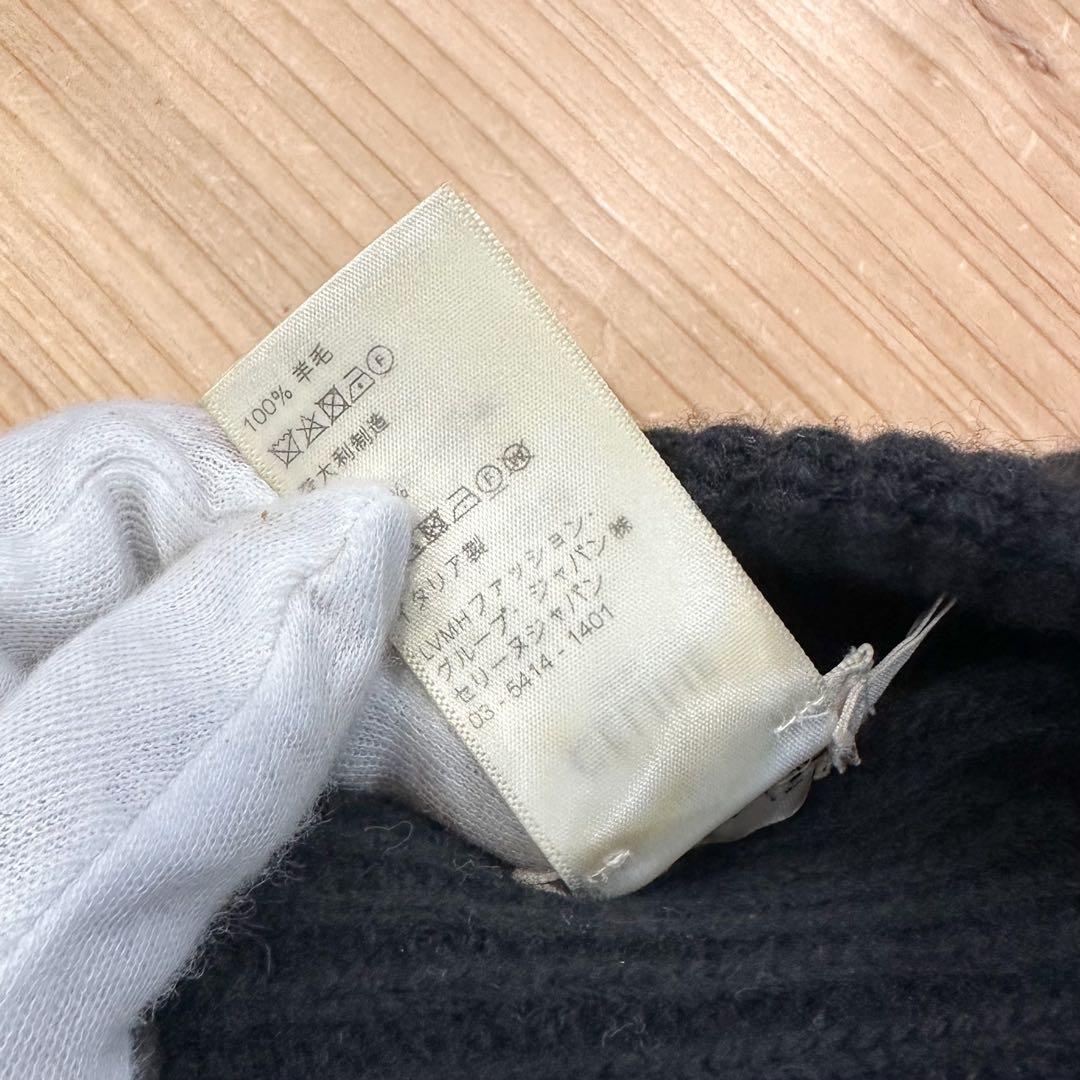 100% 羊毛
F
大利制造
%
F
タリア製
LVMHファッション・
グループ・ジャパン㈱
セリーヌジャパン
03 - 5414 - 1401